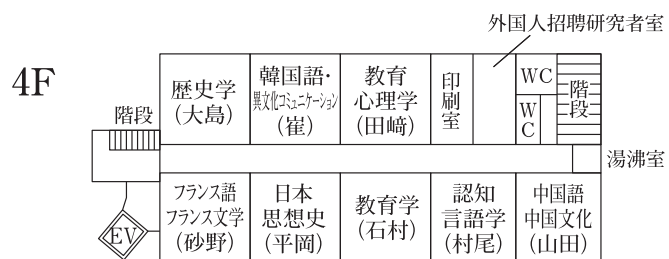 外国人招聘研究者室
4F
階段
歴史学
(大島)
韓国語・
異文化コミュニケーション
(崔)
教育
心理学
(田﨑)
印刷室
WC
WC
階段
湯沸室
フランス語
フランス文学
(砂野)
日本
思想史
(平岡)
教育学
(石村)
認知
言語学
(村尾)
中国語
中国文化
(山田)
EV